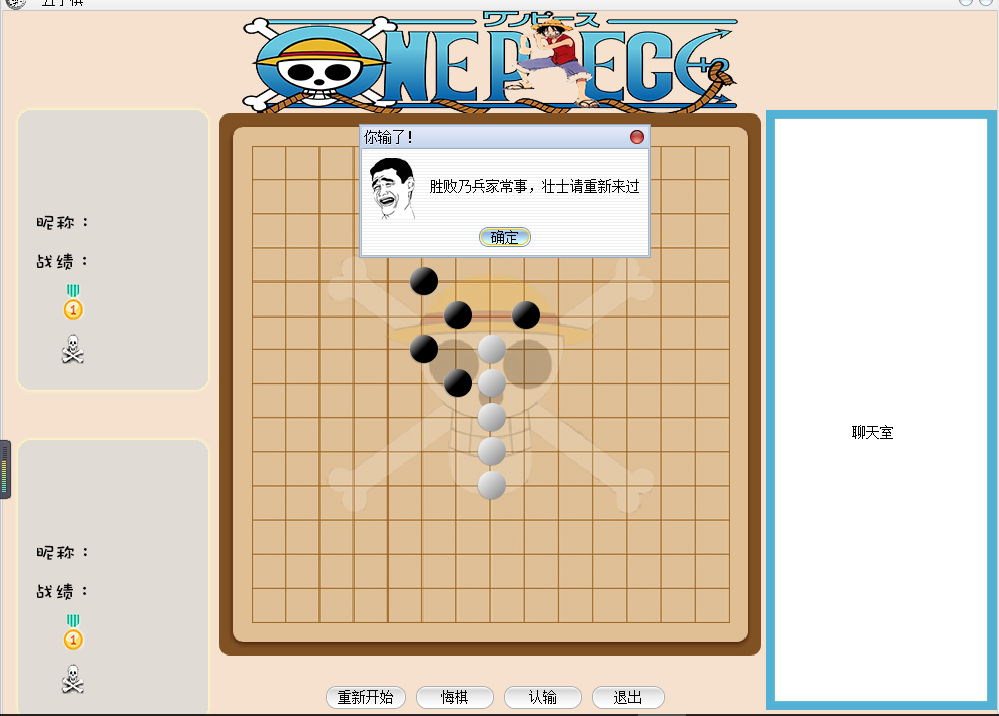 五子棋
ワンピース
ONE PIECE
你输了!
胜败乃兵家常事，壮士请重新来过
确定
昵称：
战绩：
1
聊天室
昵称：
战绩：
1
重新开始 悔棋 认输 退出